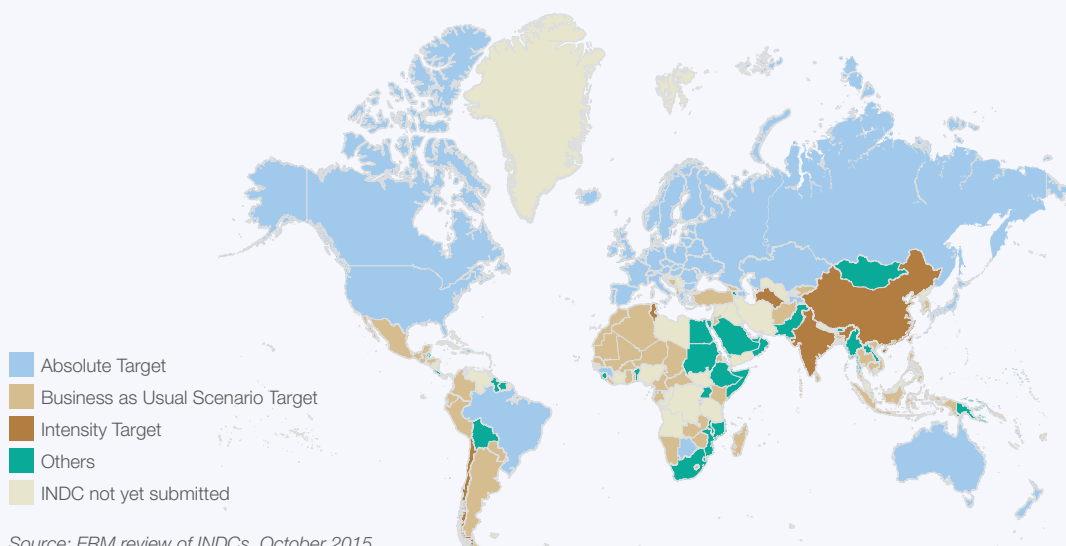 Absolute Target
Business as Usual Scenario Target
Intensity Target
Others
INDC not yet submitted
Source: ERM review of INDCs, October 2015